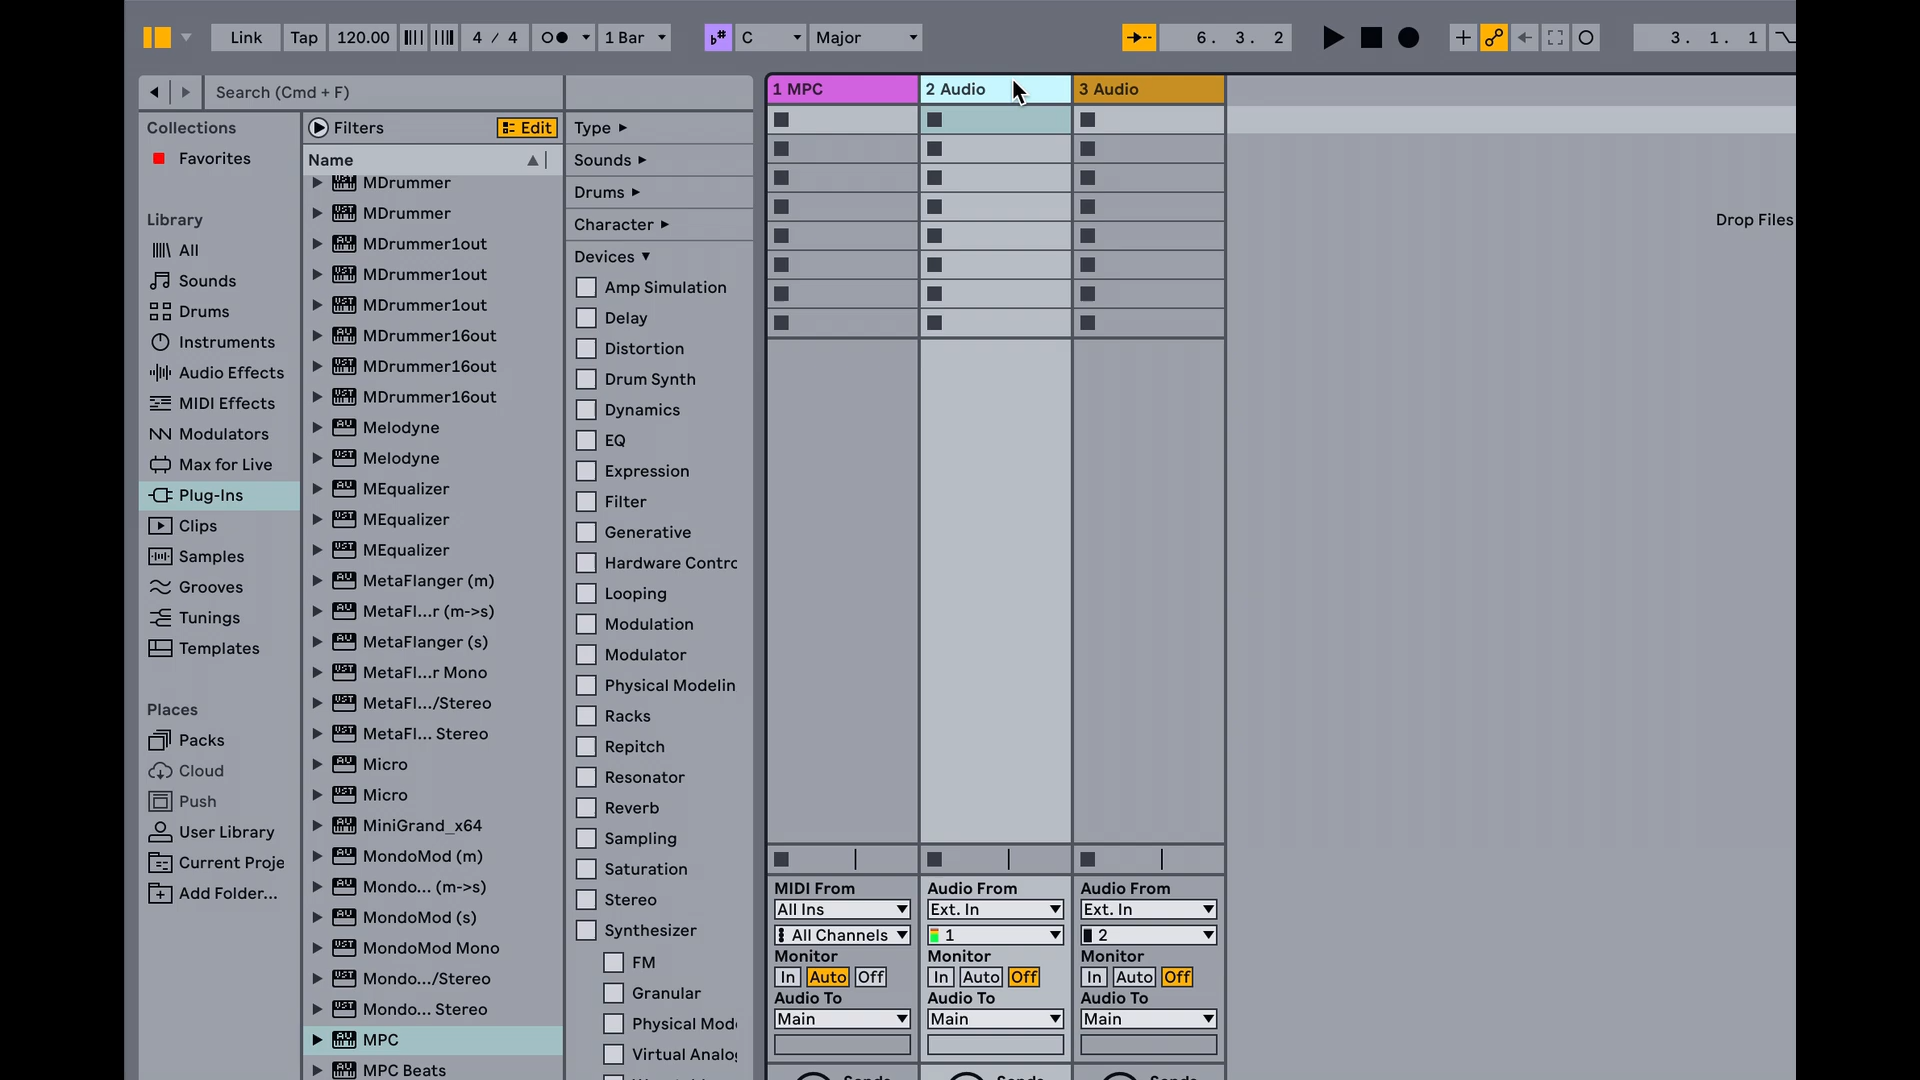 Link
Tap
120.00
4 / 4
1 Bar
C
Major
6. 3. 2
3. 1. 1
Search (Cmd + F)
Collections
Favorites
Library
All
Sounds
Drums
Instruments
Audio Effects
MIDI Effects
Modulators
Max for Live
Plug-Ins
Clips
Samples
Grooves
Tunings
Templates
Places
Packs
Cloud
Push
User Library
Current Proje
Add Folder...
Filters
Edit
Name
MDrummer
MDrummer
MDrummer1out
MDrummer1out
MDrummer1out
MDrummer16out
MDrummer16out
MDrummer16out
Melodyne
Melodyne
MEqualizer
MEqualizer
MEqualizer
MetaFlanger (m)
MetaFl...r (m->s)
MetaFlanger (s)
MetaFl...r Mono
MetaFl.../Stereo
MetaFl... Stereo
Micro
Micro
MiniGrand_x64
MondoMod (m)
Mondo... (m->s)
MondoMod (s)
MondoMod Mono
Mondo.../Stereo
Mondo... Stereo
MPC
MPC Beats
Type
Sounds
Drums
Character
Devices
Amp Simulation
Delay
Distortion
Drum Synth
Dynamics
EQ
Expression
Filter
Generative
Hardware Contro
Looping
Modulation
Modulator
Physical Modelin
Racks
Repitch
Resonator
Reverb
Sampling
Saturation
Stereo
Synthesizer
FM
Granular
Physical Mode
Virtual Analog
1 MPC
2 Audio
3 Audio
Drop Files
MIDI From
All Ins
All Channels
Monitor
In Auto Off
Audio To
Main
Sends
Audio From
Ext. In
1
Monitor
In Auto Off
Audio To
Main
Sends
Audio From
Ext. In
2
Monitor
In Auto Off
Audio To
Main
Sends